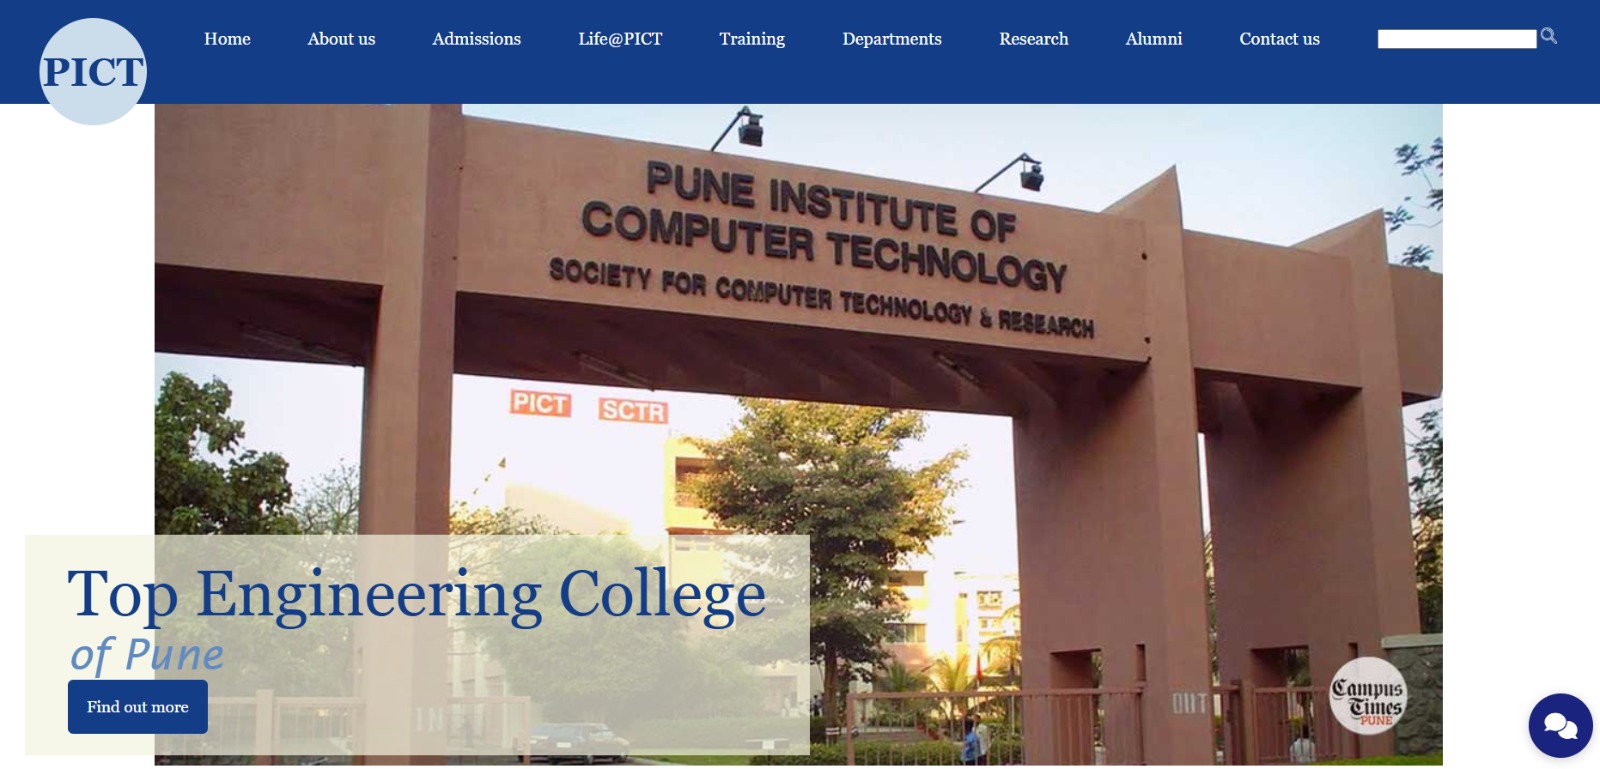 PICT
Home
About us
Admissions
Life@PICT
Training
Departments
Research
Alumni
Contact us
PUNE INSTITUTE OF
COMPUTER TECHNOLOGY
SOCIETY FOR COMPUTER TECHNOLOGY & RESEARCH
PICT SCTR
Top Engineering College
of Pune
Find out more
IN
OUT
Campus
Times
PUNE